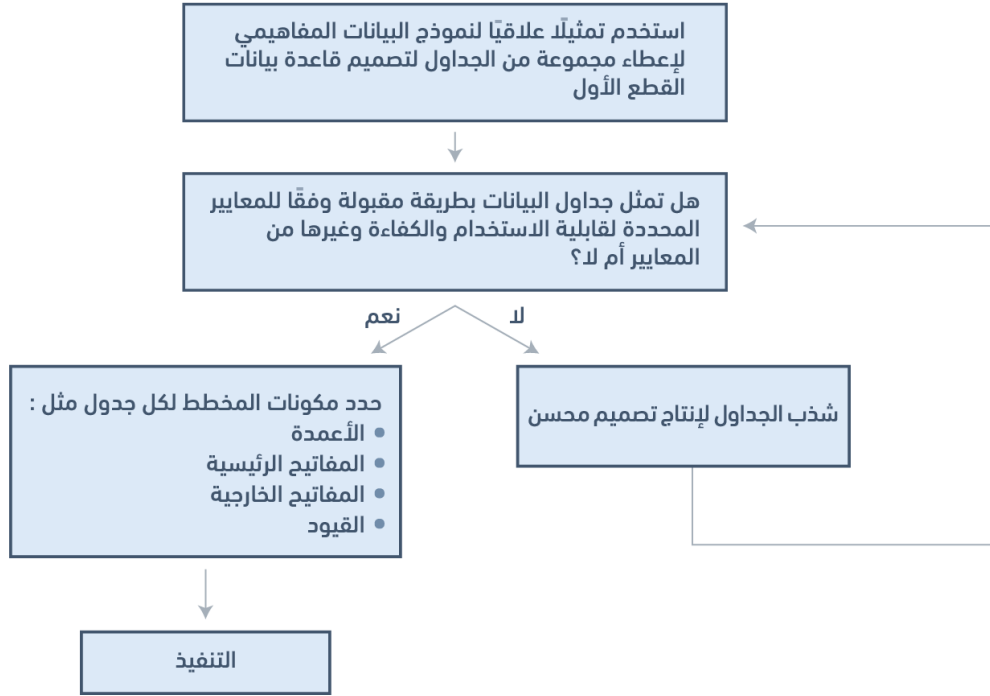 استخدم تمثيلًا علاقيًا لنموذج البيانات المفاهيمي
لإعطاء مجموعة من الجداول لتصميم قاعدة بيانات
القطع الأول
هل تمثل جداول البيانات بطريقة مقبولة وفقًا للمعايير
المحددة لقابلية الاستخدام والكفاءة وغيرها من
المعايير أم لا؟
لا
نعم
شذب الجداول لإنتاج تصميم محسن
حدد مكونات المخطط لكل جدول مثل :
• الأعمدة
• المفاتيح الرئيسية
• المفاتيح الخارجية
• القيود
التنفيذ